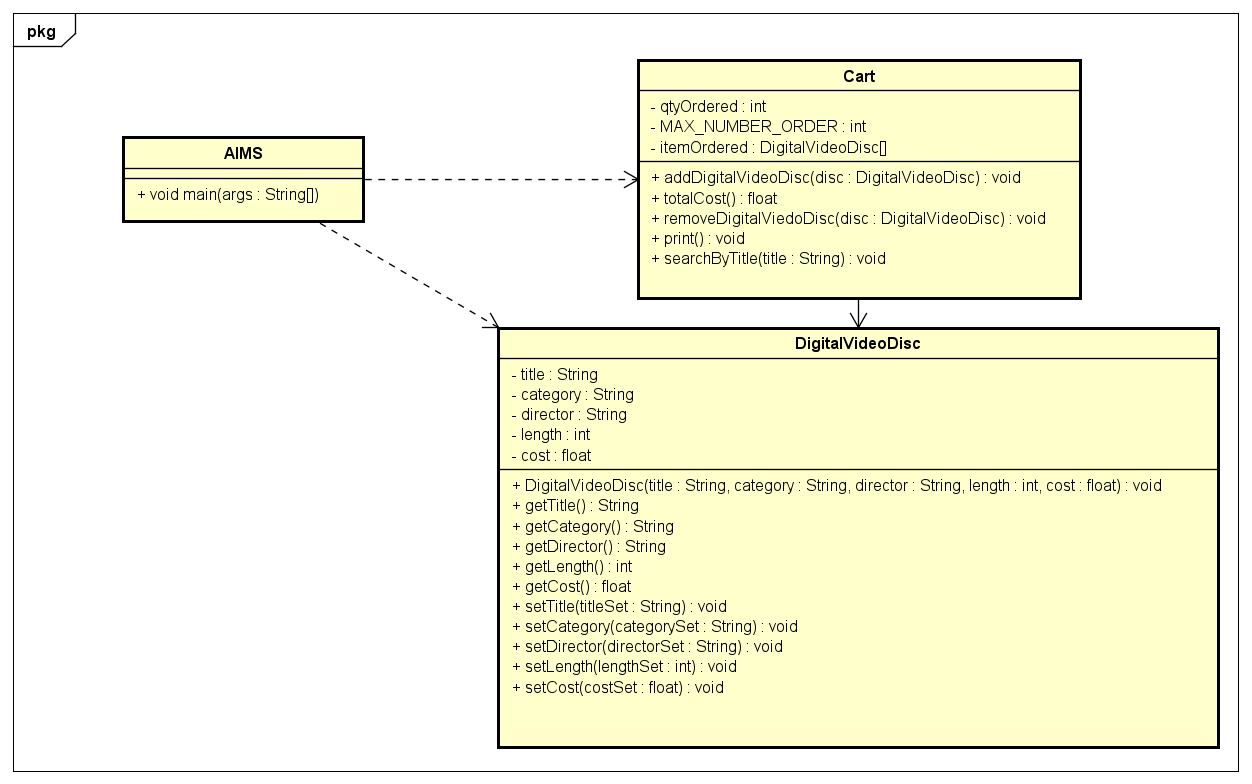 pkg
AIMS
+ void main(args : String[])
Cart
- qtyOrdered : int
- MAX_NUMBER_ORDER : int
- itemOrdered : DigitalVideoDisc[]
+ addDigitalVideoDisc(disc : DigitalVideoDisc) : void
+ totalCost() : float
+ removeDigitalViedoDisc(disc : DigitalVideoDisc) : void
+ print() : void
+ searchByTitle(title : String) : void
DigitalVideoDisc
- title : String
- category : String
- director : String
- length : int
- cost : float
+ DigitalVideoDisc(title : String, category : String, director : String, length : int, cost : float) : void
+ getTitle() : String
+ getCategory() : String
+ getDirector() : String
+ getLength() : int
+ getCost() : float
+ setTitle(titleSet : String) : void
+ setCategory(categorySet : String) : void
+ setDirector(directorSet : String) : void
+ setLength(lengthSet : int) : void
+ setCost(costSet : float) : void